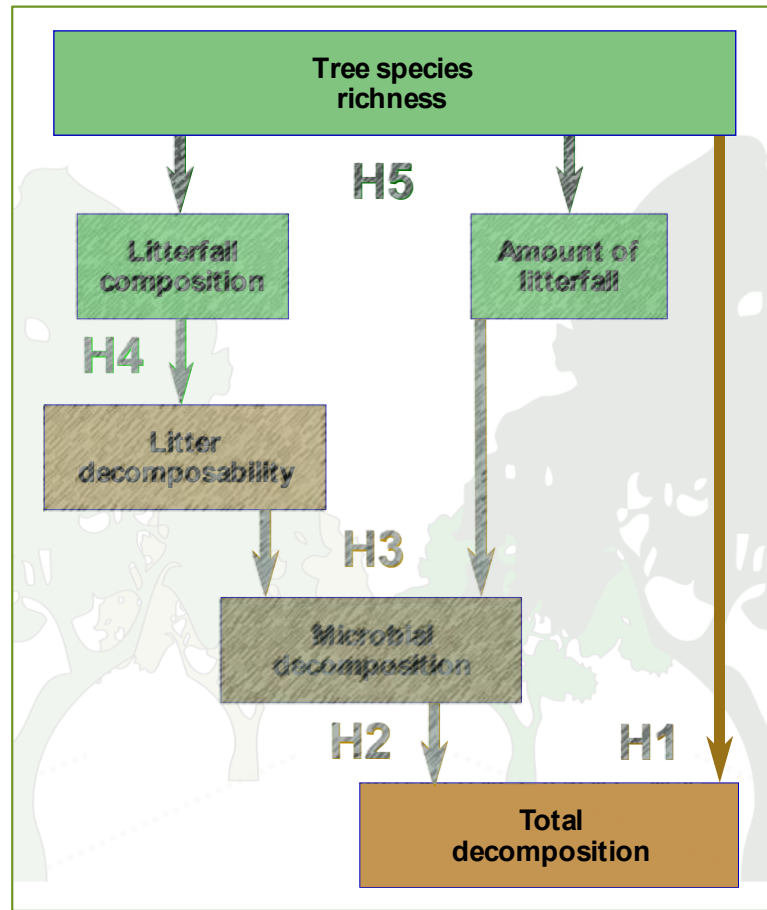 Tree species
richness
H5
Litterfall
composition
Amount of
litterfall
H4
Litter
decomposability
H3
Microbial
decomposition
H2
H1
Total
decomposition